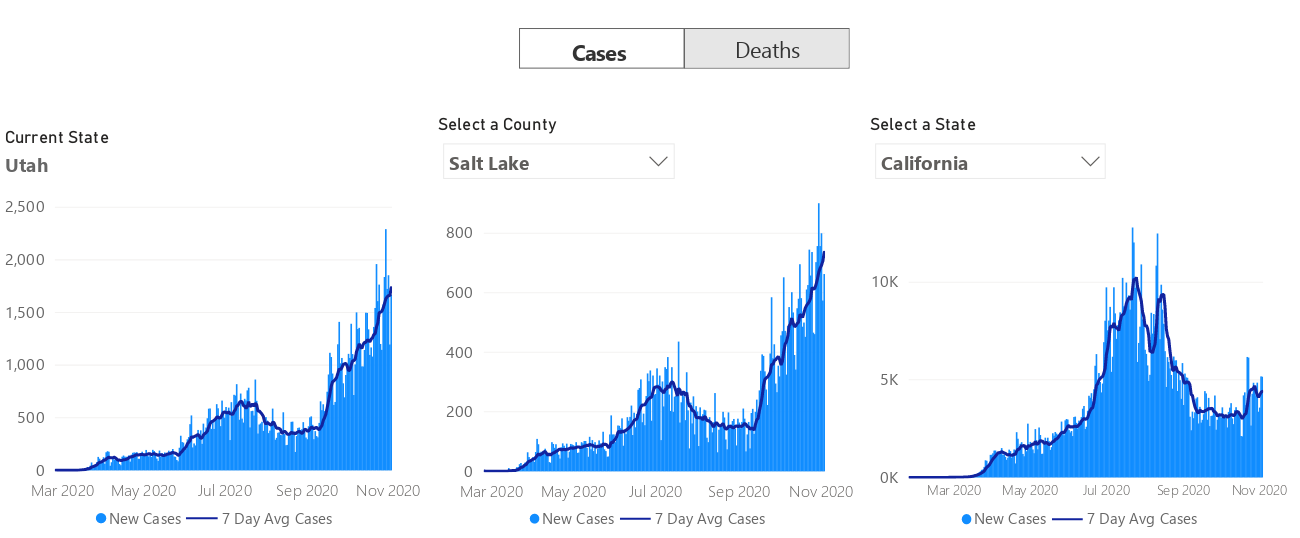 Cases Deaths
Current State
Utah
2,500
2,000
1,500
1,000
500
0
Mar 2020 May 2020 Jul 2020 Sep 2020 Nov 2020
New Cases 7 Day Avg Cases
Select a County
Salt Lake
800
600
400
200
0
Mar 2020 May 2020 Jul 2020 Sep 2020 Nov 2020
New Cases 7 Day Avg Cases
Select a State
California
10K
5K
0K
Mar 2020 May 2020 Jul 2020 Sep 2020 Nov 2020
New Cases 7 Day Avg Cases